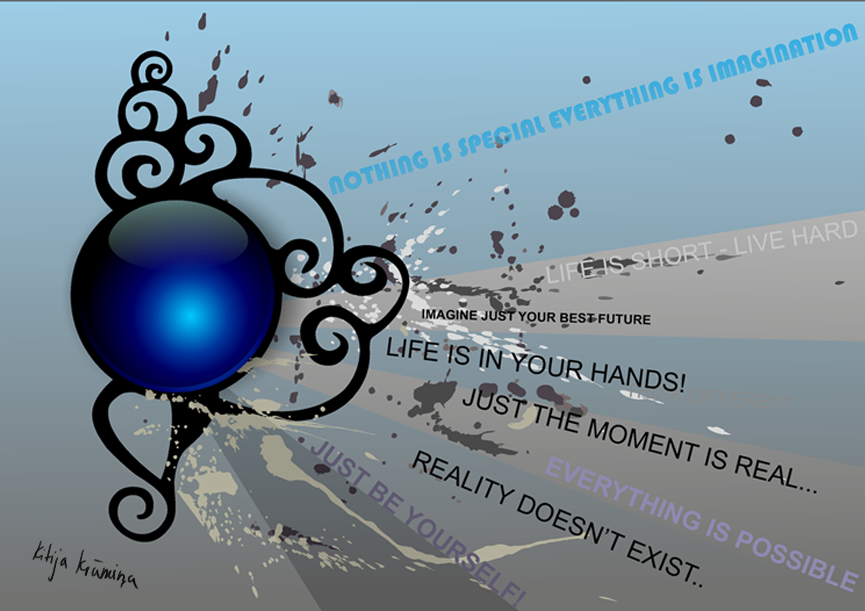 NOTHING IS SPECIAL EVERYTHING IS IMAGINATION
LIFE IS SHORT - LIVE HARD
IMAGINE JUST YOUR BEST FUTURE
LIFE IS IN YOUR HANDS!
JUST THE MOMENT IS REAL...
EVERYTHING IS POSSIBLE
REALITY DOESN'T EXIST..
JUST BE YOURSELF!
Kitija Krūmiņa